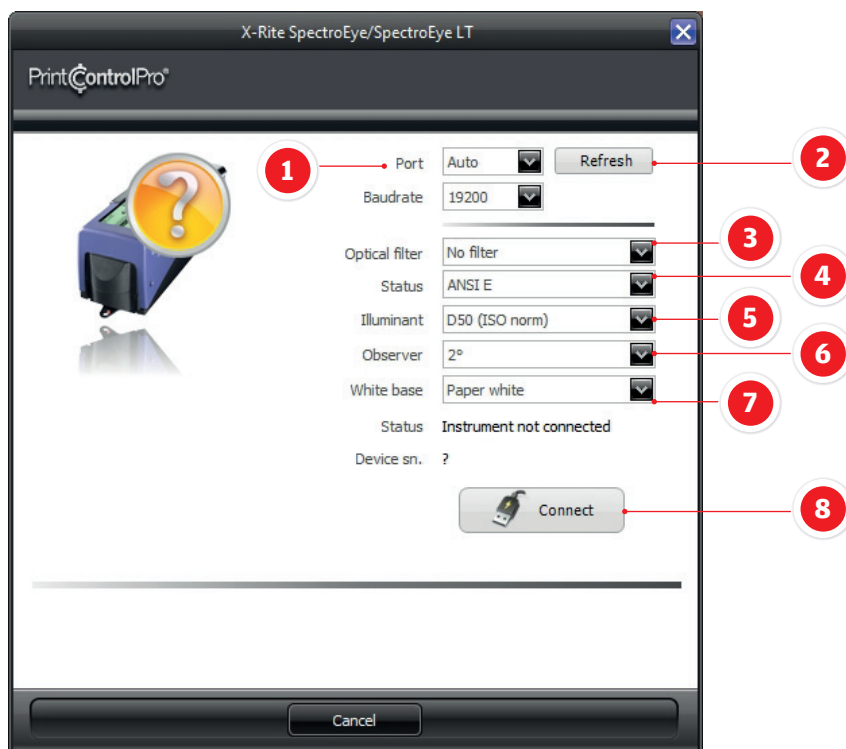 X-Rite SpectroEye/SpectroEye LT
PrintControlPro®
1
Port
Auto
Refresh
2
Baudrate
19200
Optical filter
No filter
3
Status
ANSI E
4
Illuminant
D50 (ISO norm)
5
Observer
2°
6
White base
Paper white
7
Status
Instrument not connected
Device sn.
?
Connect
8
Cancel